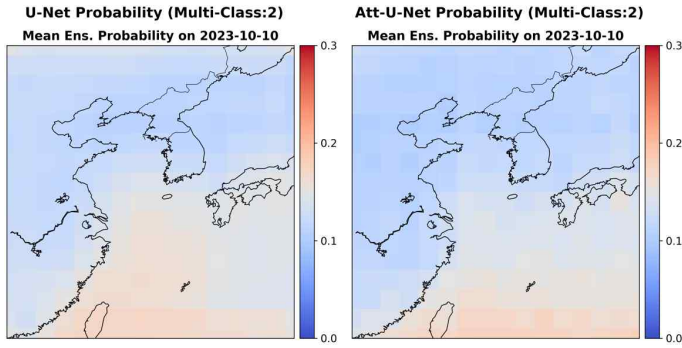 U-Net Probability (Multi-Class:2)
Mean Ens. Probability on 2023-10-10
0.3
0.2
0.1
0.0
Att-U-Net Probability (Multi-Class:2)
Mean Ens. Probability on 2023-10-10
0.3
0.2
0.1
0.0